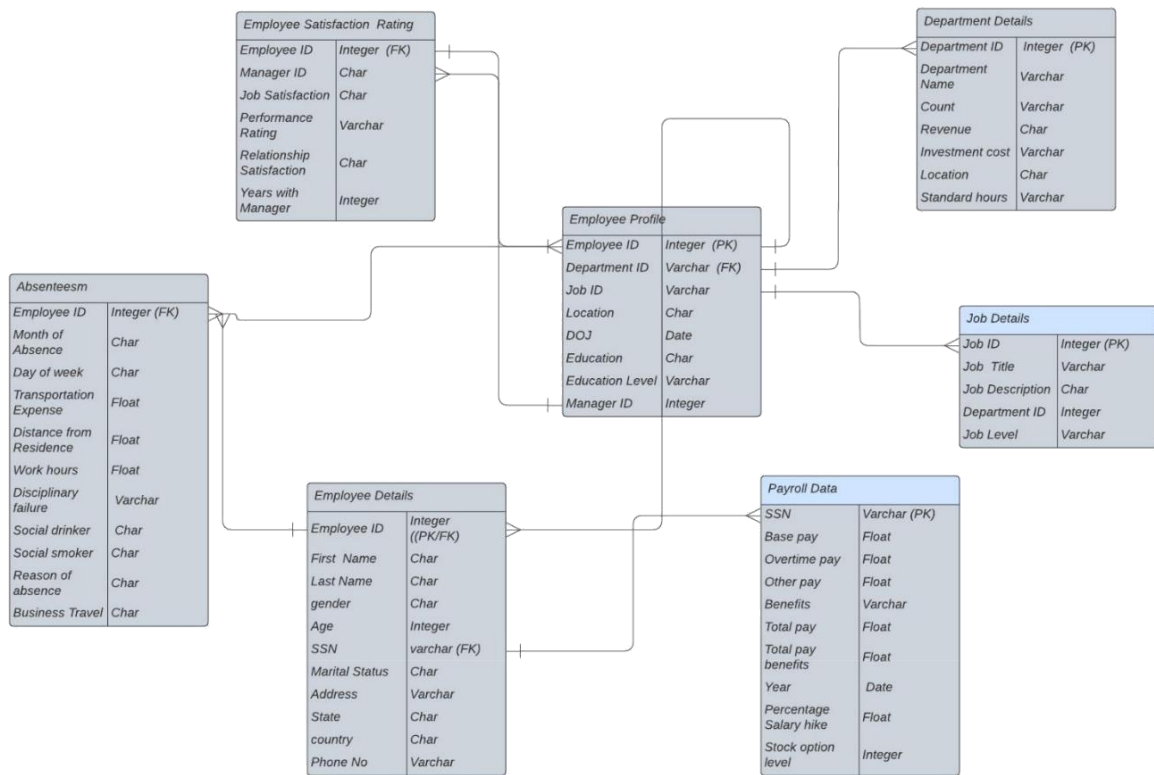 Employee Satisfaction Rating
Employee ID Integer (FK)
Manager ID Char
Job Satisfaction Char
Performance
Rating Varchar
Relationship
Satisfaction Char
Years with
Manager Integer
Department Details
Department ID Integer (PK)
Department
Name Varchar
Count Varchar
Revenue Char
Investment cost Varchar
Location Char
Standard hours Varchar
Employee Profile
Employee ID Integer (PK)
Department ID Varchar (FK)
Job ID Varchar
Location Char
DOJ Date
Education Char
Education Level Varchar
Manager ID Integer
Absenteesm
Employee ID Integer (FK)
Month of
Absence Char
Day of week Char
Transportation
Expense Float
Distance from
Residence Float
Work hours Float
Disciplinary
failure Varchar
Social drinker Char
Social smoker Char
Reason of
absence Char
Business Travel Char
Job Details
Job ID Integer (PK)
Job Title Varchar
Job Description Char
Department ID Integer
Job Level Varchar
Employee Details
Employee ID Integer
((PK/FK)
First Name Char
Last Name Char
gender Char
Age Integer
SSN varchar (FK)
Marital Status Char
Address Varchar
State Char
country Char
Phone No Varchar
Payroll Data
SSN Varchar (PK)
Base pay Float
Overtime pay Float
Other pay Float
Benefits Varchar
Total pay Float
Total pay
benefits Float
Year Date
Percentage
Salary hike Float
Stock option
level Integer